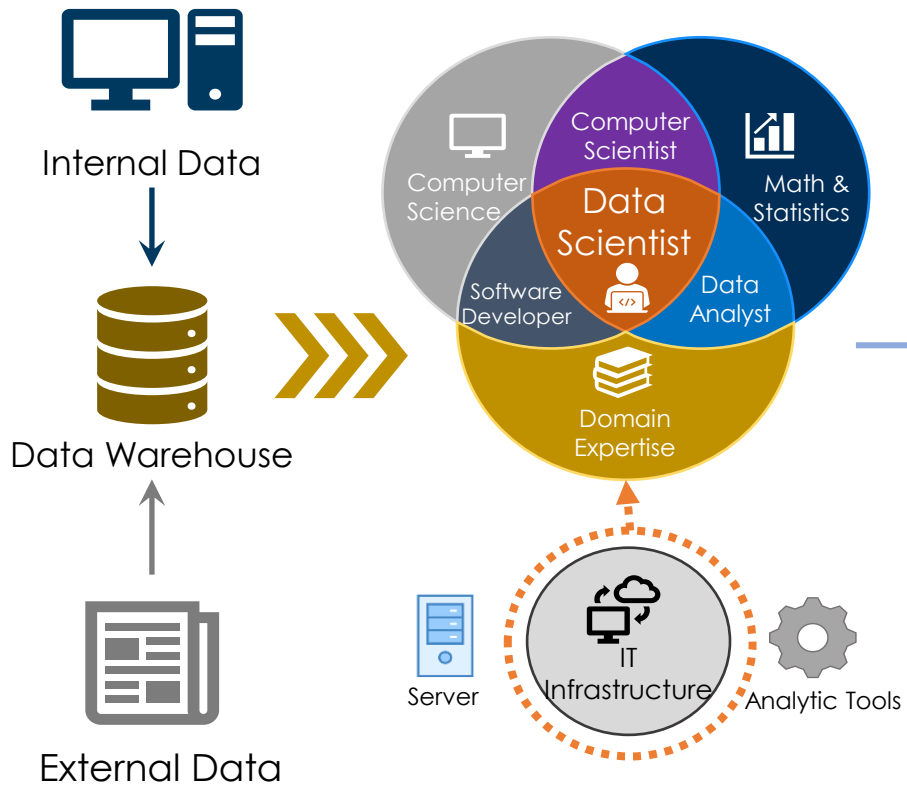 Internal Data
Data Warehouse
External Data
Computer
Science
Computer
Scientist
Math &
Statistics
Data
Scientist
Software
Developer
</>
Data
Analyst
Domain
Expertise
Server
IT
Infrastructure
Analytic Tools